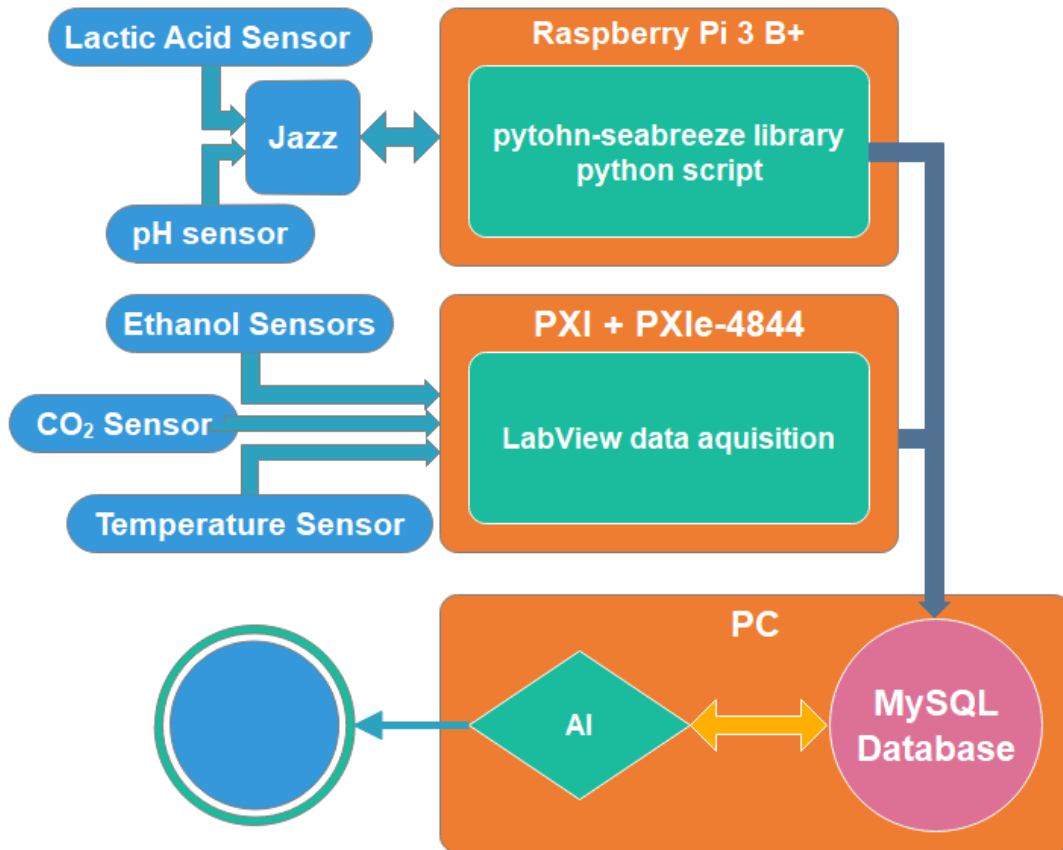 Lactic Acid Sensor
Jazz
pH sensor
Raspberry Pi 3 B+
pytohn-seabreeze library
python script
Ethanol Sensors
CO₂ Sensor
Temperature Sensor
PXI + PXIe-4844
LabView data aquisition
PC
AI
MySQL
Database